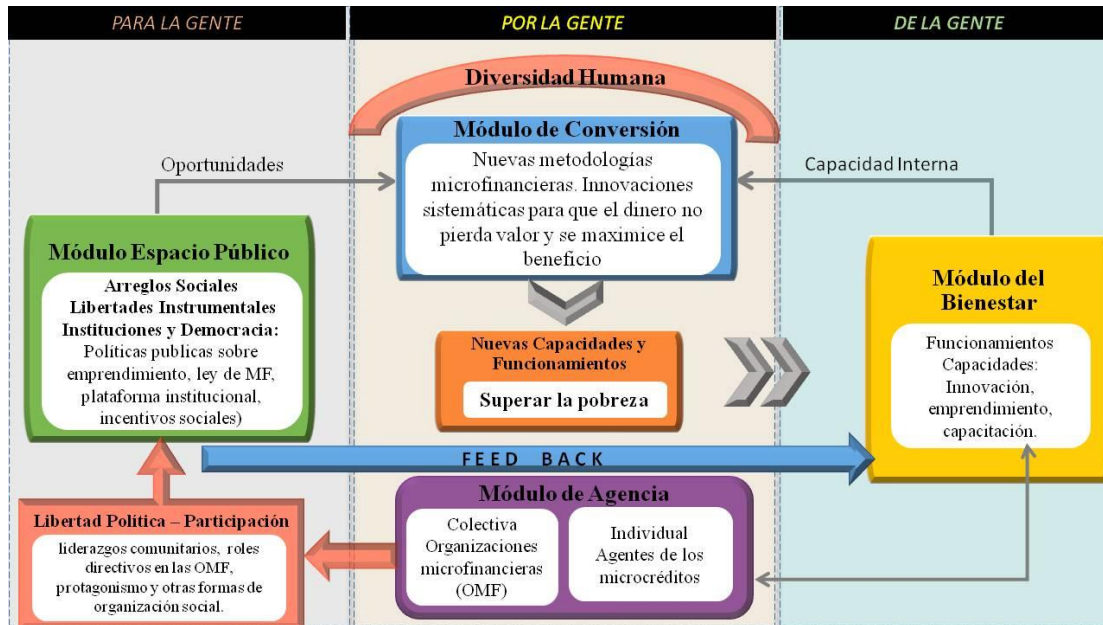 PARA LA GENTE
POR LA GENTE
DE LA GENTE
Diversidad Humana
Módulo de Conversión
Nuevas metodologías
microfinancieras. Innovaciones
sistemáticas para que el dinero no
pierda valor y se maximice el
beneficio
Oportunidades
Capacidad Interna
Módulo Espacio Público
Arreglos Sociales
Libertades Instrumentales
Instituciones y Democracia:
Políticas publicas sobre
emprendimiento, ley de MF,
plataforma institucional,
incentivos sociales)
Nuevas Capacidades y
Funcionamientos
Superar la pobreza
Módulo del
Bienestar
Funcionamientos
Capacidades:
Innovación,
emprendimiento,
capacitación.
FEED BACK
Libertad Política – Participación
liderazgos comunitarios, roles
directivos en las OMF,
protagonismo y otras formas de
organización social.
Módulo de Agencia
Colectiva
Organizaciones
microfinancieras
(OMF)
Individual
Agentes de los
microcréditos